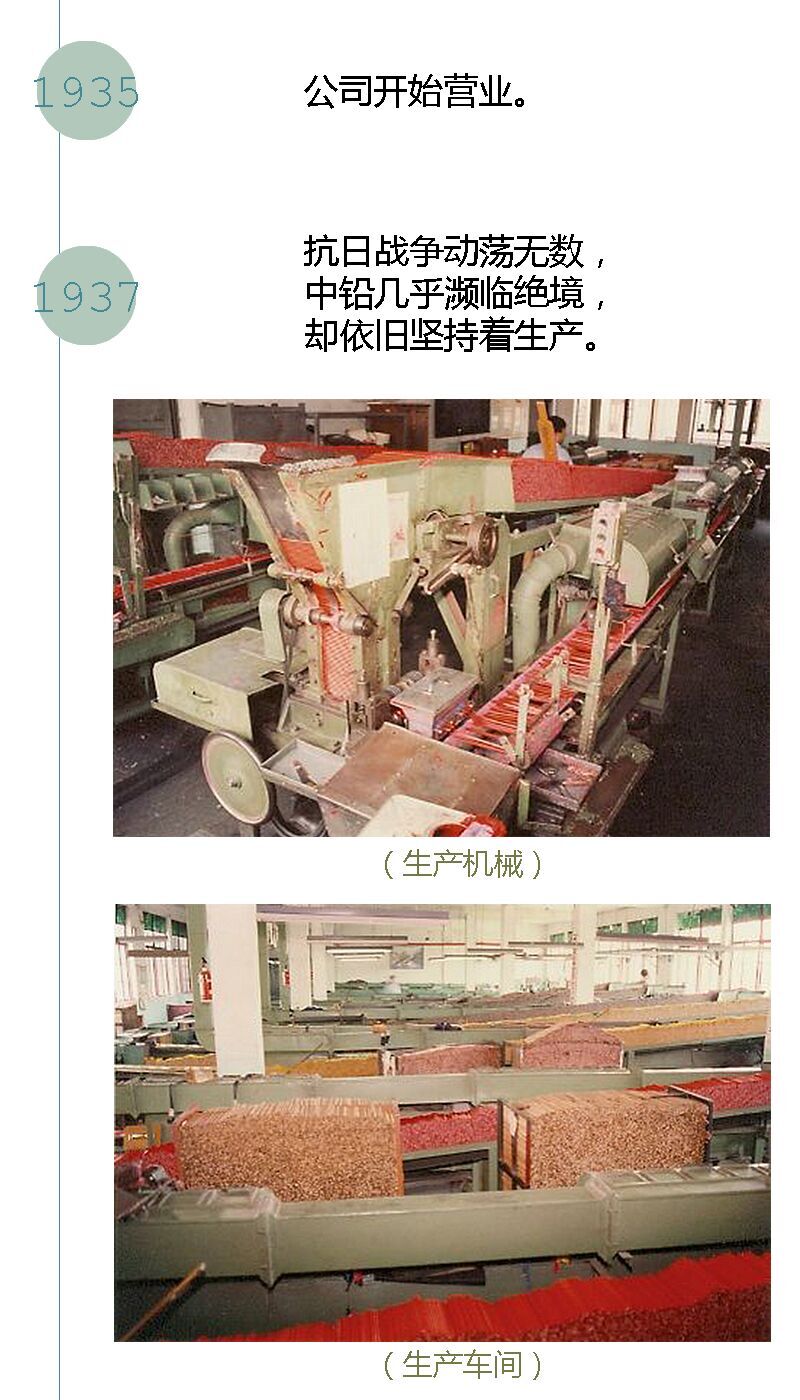 1935
公司开始营业。
1937
抗日战争动荡无数，
中铅几乎濒临绝境，
却依旧坚持着生产。
（生产机械）
（生产车间）